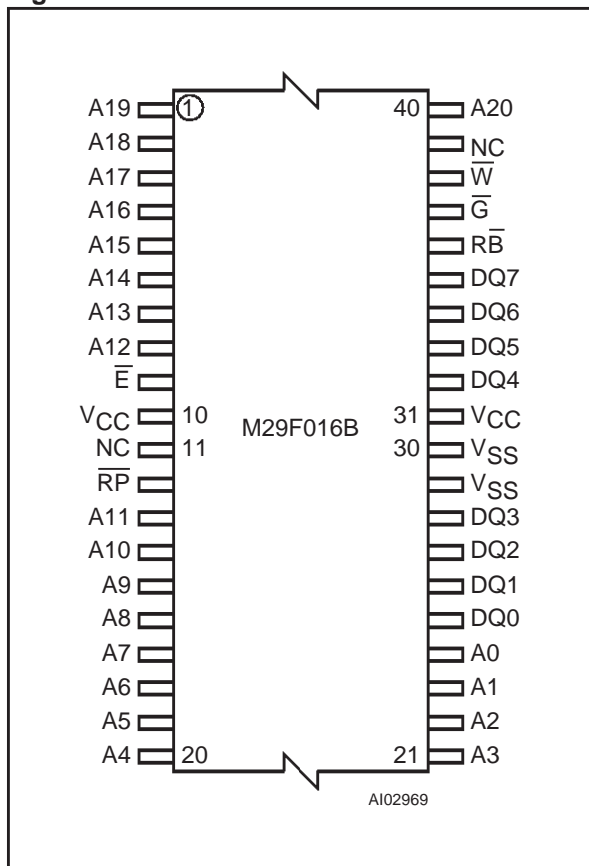 A19 1 40 A20
A18 NC
A17 W̅
A16 G̅
A15 RB̅
A14 DQ7
A13 DQ6
A12 DQ5
E̅ DQ4
VCC 10 31 VCC
M29F016B
NC 11 30 VSS
R̅P̅ VSS
A11 DQ3
A10 DQ2
A9 DQ1
A8 DQ0
A7 A0
A6 A1
A5 A2
A4 20 21 A3
AI02969